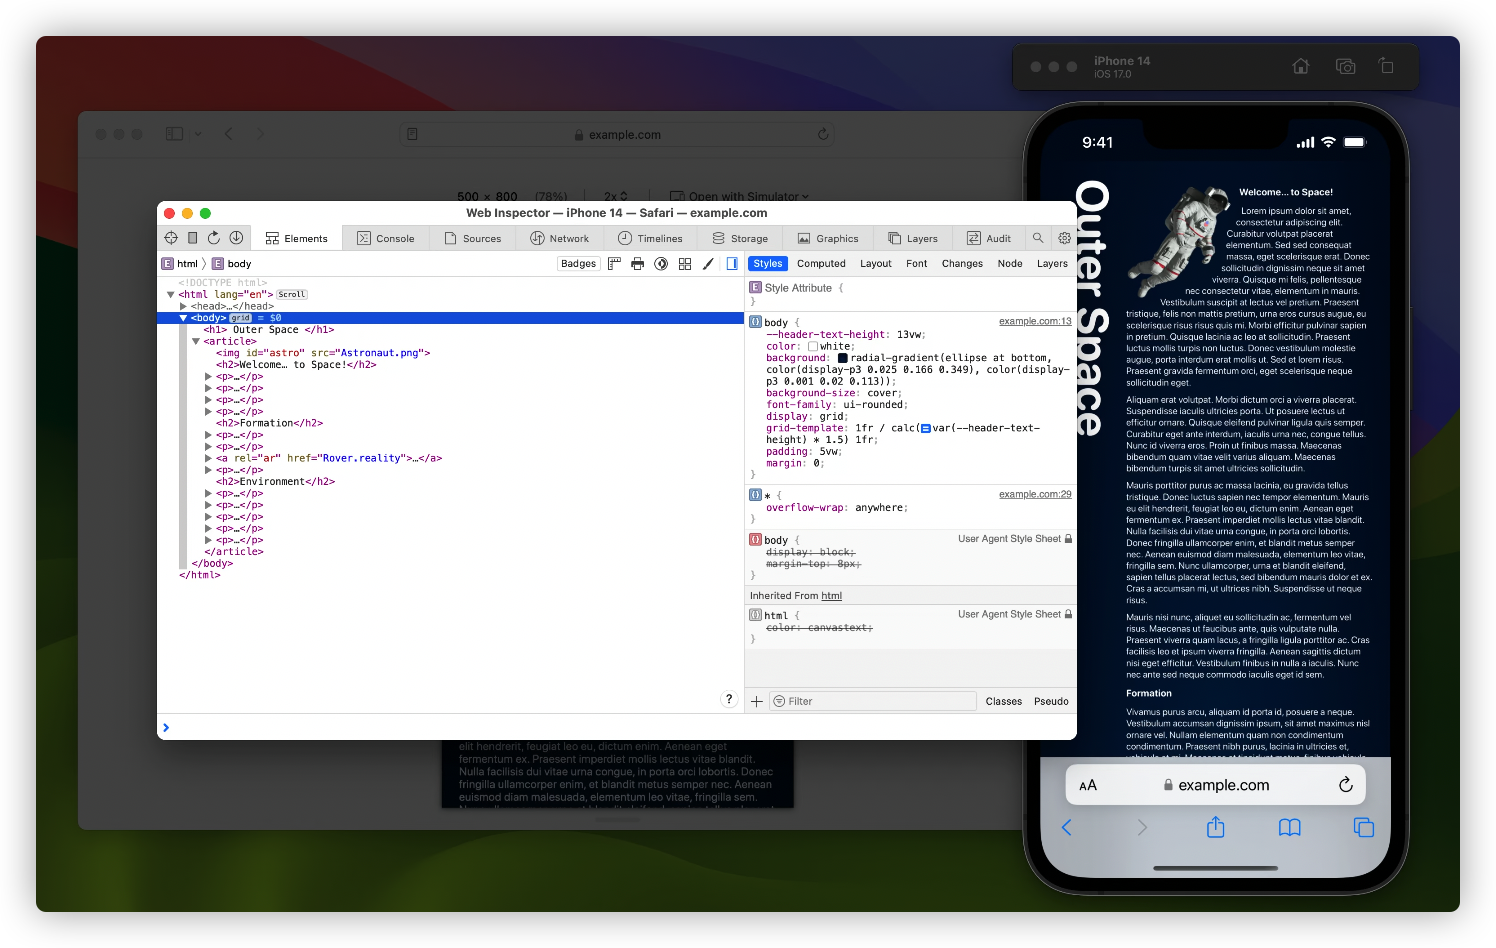 iPhone 14
iOS 17.0
example.com
500 × 800 (78%) 2x Open with Simulator
Web Inspector — iPhone 14 — Safari — example.com
Elements Console Sources Network Timelines Storage Graphics Layers Audit
E html E body Badges
<!DOCTYPE html>
<html lang="en"> Scroll
<head>…</head>
<body> grid = $0
<h1> Outer Space </h1>
<article>
<img id="astro" src="Astronaut.png">
<h2>Welcome… to Space!</h2>
<p>…</p>
<p>…</p>
<p>…</p>
<p>…</p>
<h2>Formation</h2>
<p>…</p>
<p>…</p>
<a rel="ar" href="Rover.reality">…</a>
<p>…</p>
<h2>Environment</h2>
<p>…</p>
<p>…</p>
<p>…</p>
<p>…</p>
<p>…</p>
</article>
</body>
</html>
?
Styles Computed Layout Font Changes Node Layers
E Style Attribute {
}
body { example.com:13
--header-text-height: 13vw;
color: white;
background: radial-gradient(ellipse at bottom,
color(display-p3 0.025 0.166 0.349), color(display-
p3 0.001 0.02 0.113));
background-size: cover;
font-family: ui-rounded;
display: grid;
grid-template: 1fr / calc(var(--header-text-
height) * 1.5) 1fr;
padding: 5vw;
margin: 0;
}
* { example.com:29
overflow-wrap: anywhere;
}
body { User Agent Style Sheet
display: block;
margin-top: 8px;
}
Inherited From html
html { User Agent Style Sheet
color: canvastext;
}
Filter Classes Pseudo
elit hendrerit, feugiat leo eu, dictum enim. Aenean eget
fermentum ex. Praesent imperdiet mollis lectus vitae blandit.
Nulla facilisis dui vitae urna congue, in porta orci lobortis. Donec
fringilla ullamcorper enim, et blandit metus semper nec. Aenean
euismod diam malesuada, elementum leo vitae, fringilla sem.
9:41
Outer Space
Welcome... to Space!
Lorem ipsum dolor sit amet,
consectetur adipiscing elit.
Curabitur volutpat placerat
elementum. Sed sed consequat
massa, eget scelerisque erat. Donec
sollicitudin dignissim neque sit amet
viverra. Quisque mi felis, pellentesque
nec consectetur vitae, elementum in mauris.
Vestibulum suscipit at lectus vel pretium. Praesent
tristique, felis non mattis pretium, urna eros cursus augue, eu
scelerisque risus risus quis mi. Morbi efficitur pulvinar sapien
in pretium. Quisque lacinia ac leo at sollicitudin. Praesent
luctus mollis turpis non luctus. Donec vestibulum molestie
augue, porta interdum erat mollis ut. Sed et lorem risus.
Praesent gravida fermentum orci, eget scelerisque neque
sollicitudin eget.
Aliquam erat volutpat. Morbi dictum orci a viverra placerat.
Suspendisse iaculis ultricies porta. Ut posuere lectus ut
efficitur ornare. Quisque eleifend pulvinar ligula quis semper.
Curabitur eget ante interdum, iaculis urna nec, congue tellus.
Nunc id viverra eros. Proin ut finibus massa. Maecenas
bibendum quam vitae velit varius aliquam. Maecenas
bibendum turpis sit amet ultricies sollicitudin.
Mauris porttitor purus ac massa lacinia, eu gravida tellus
tristique. Donec luctus sapien nec tempor elementum. Mauris
eu elit hendrerit, feugiat leo eu, dictum enim. Aenean eget
fermentum ex. Praesent imperdiet mollis lectus vitae blandit.
Nulla facilisis dui vitae urna congue, in porta orci lobortis.
Donec fringilla ullamcorper enim, et blandit metus semper
nec. Aenean euismod diam malesuada, elementum leo vitae,
fringilla sem. Nunc ullamcorper, urna et blandit eleifend,
sapien tellus placerat lectus, sed bibendum mauris dolor et ex.
Cras a accumsan mi, ut ultrices nibh. Suspendisse ut neque
risus.
Mauris nisi nunc, aliquet eu sollicitudin ac, fermentum vel
risus. Maecenas ut faucibus ante, quis vulputate nulla.
Praesent viverra quam lacus, a fringilla ligula porttitor ac. Cras
facilisis leo et ipsum viverra fringilla. Aenean sagittis dictum
nisi eget efficitur. Vestibulum finibus in nulla a iaculis. Nunc
nec ante sed neque commodo iaculis eget id sem.
Formation
Vivamus purus arcu, aliquam id porta id, posuere a neque.
Vestibulum accumsan dignissim ipsum, sit amet maximus nisl
ornare vel. Nullam elementum quam non condimentum
condimentum. Praesent nibh purus, lacinia in ultricies et,
AA example.com